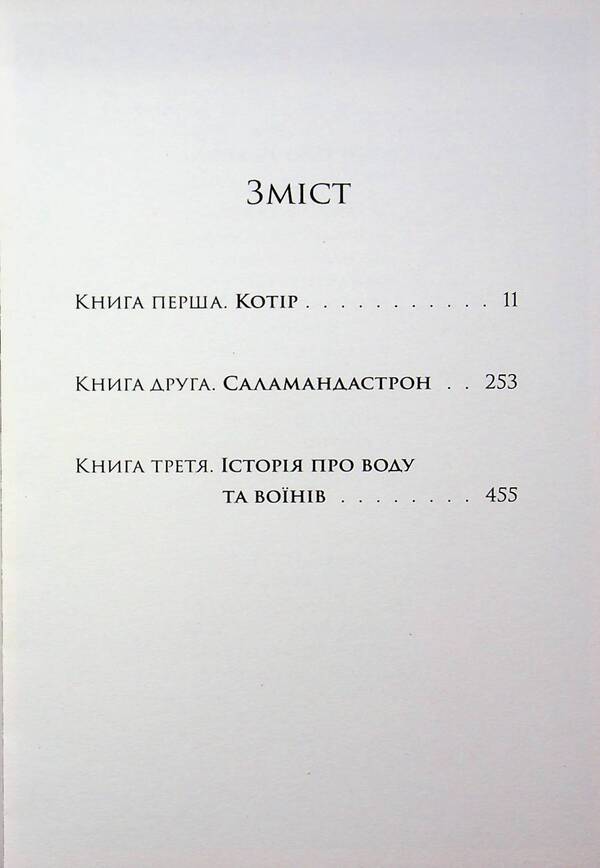 Зміст
Книга перша. Котір . . . . . . . . . . . 11
Книга друга. Саламандастрон . . 253
Книга третя. Історія про воду
та воїнів . . . . . . . . 455